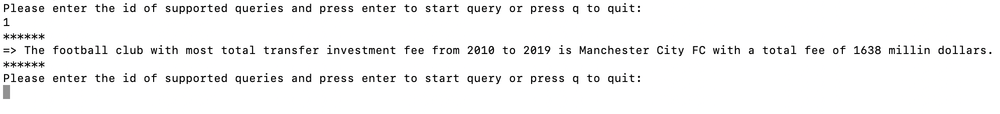 Please enter the id of supported queries and press enter to start query or press q to quit:
1
******
=> The football club with most total transfer investment fee from 2010 to 2019 is Manchester City FC with a total fee of 1638 millin dollars.
******
Please enter the id of supported queries and press enter to start query or press q to quit: